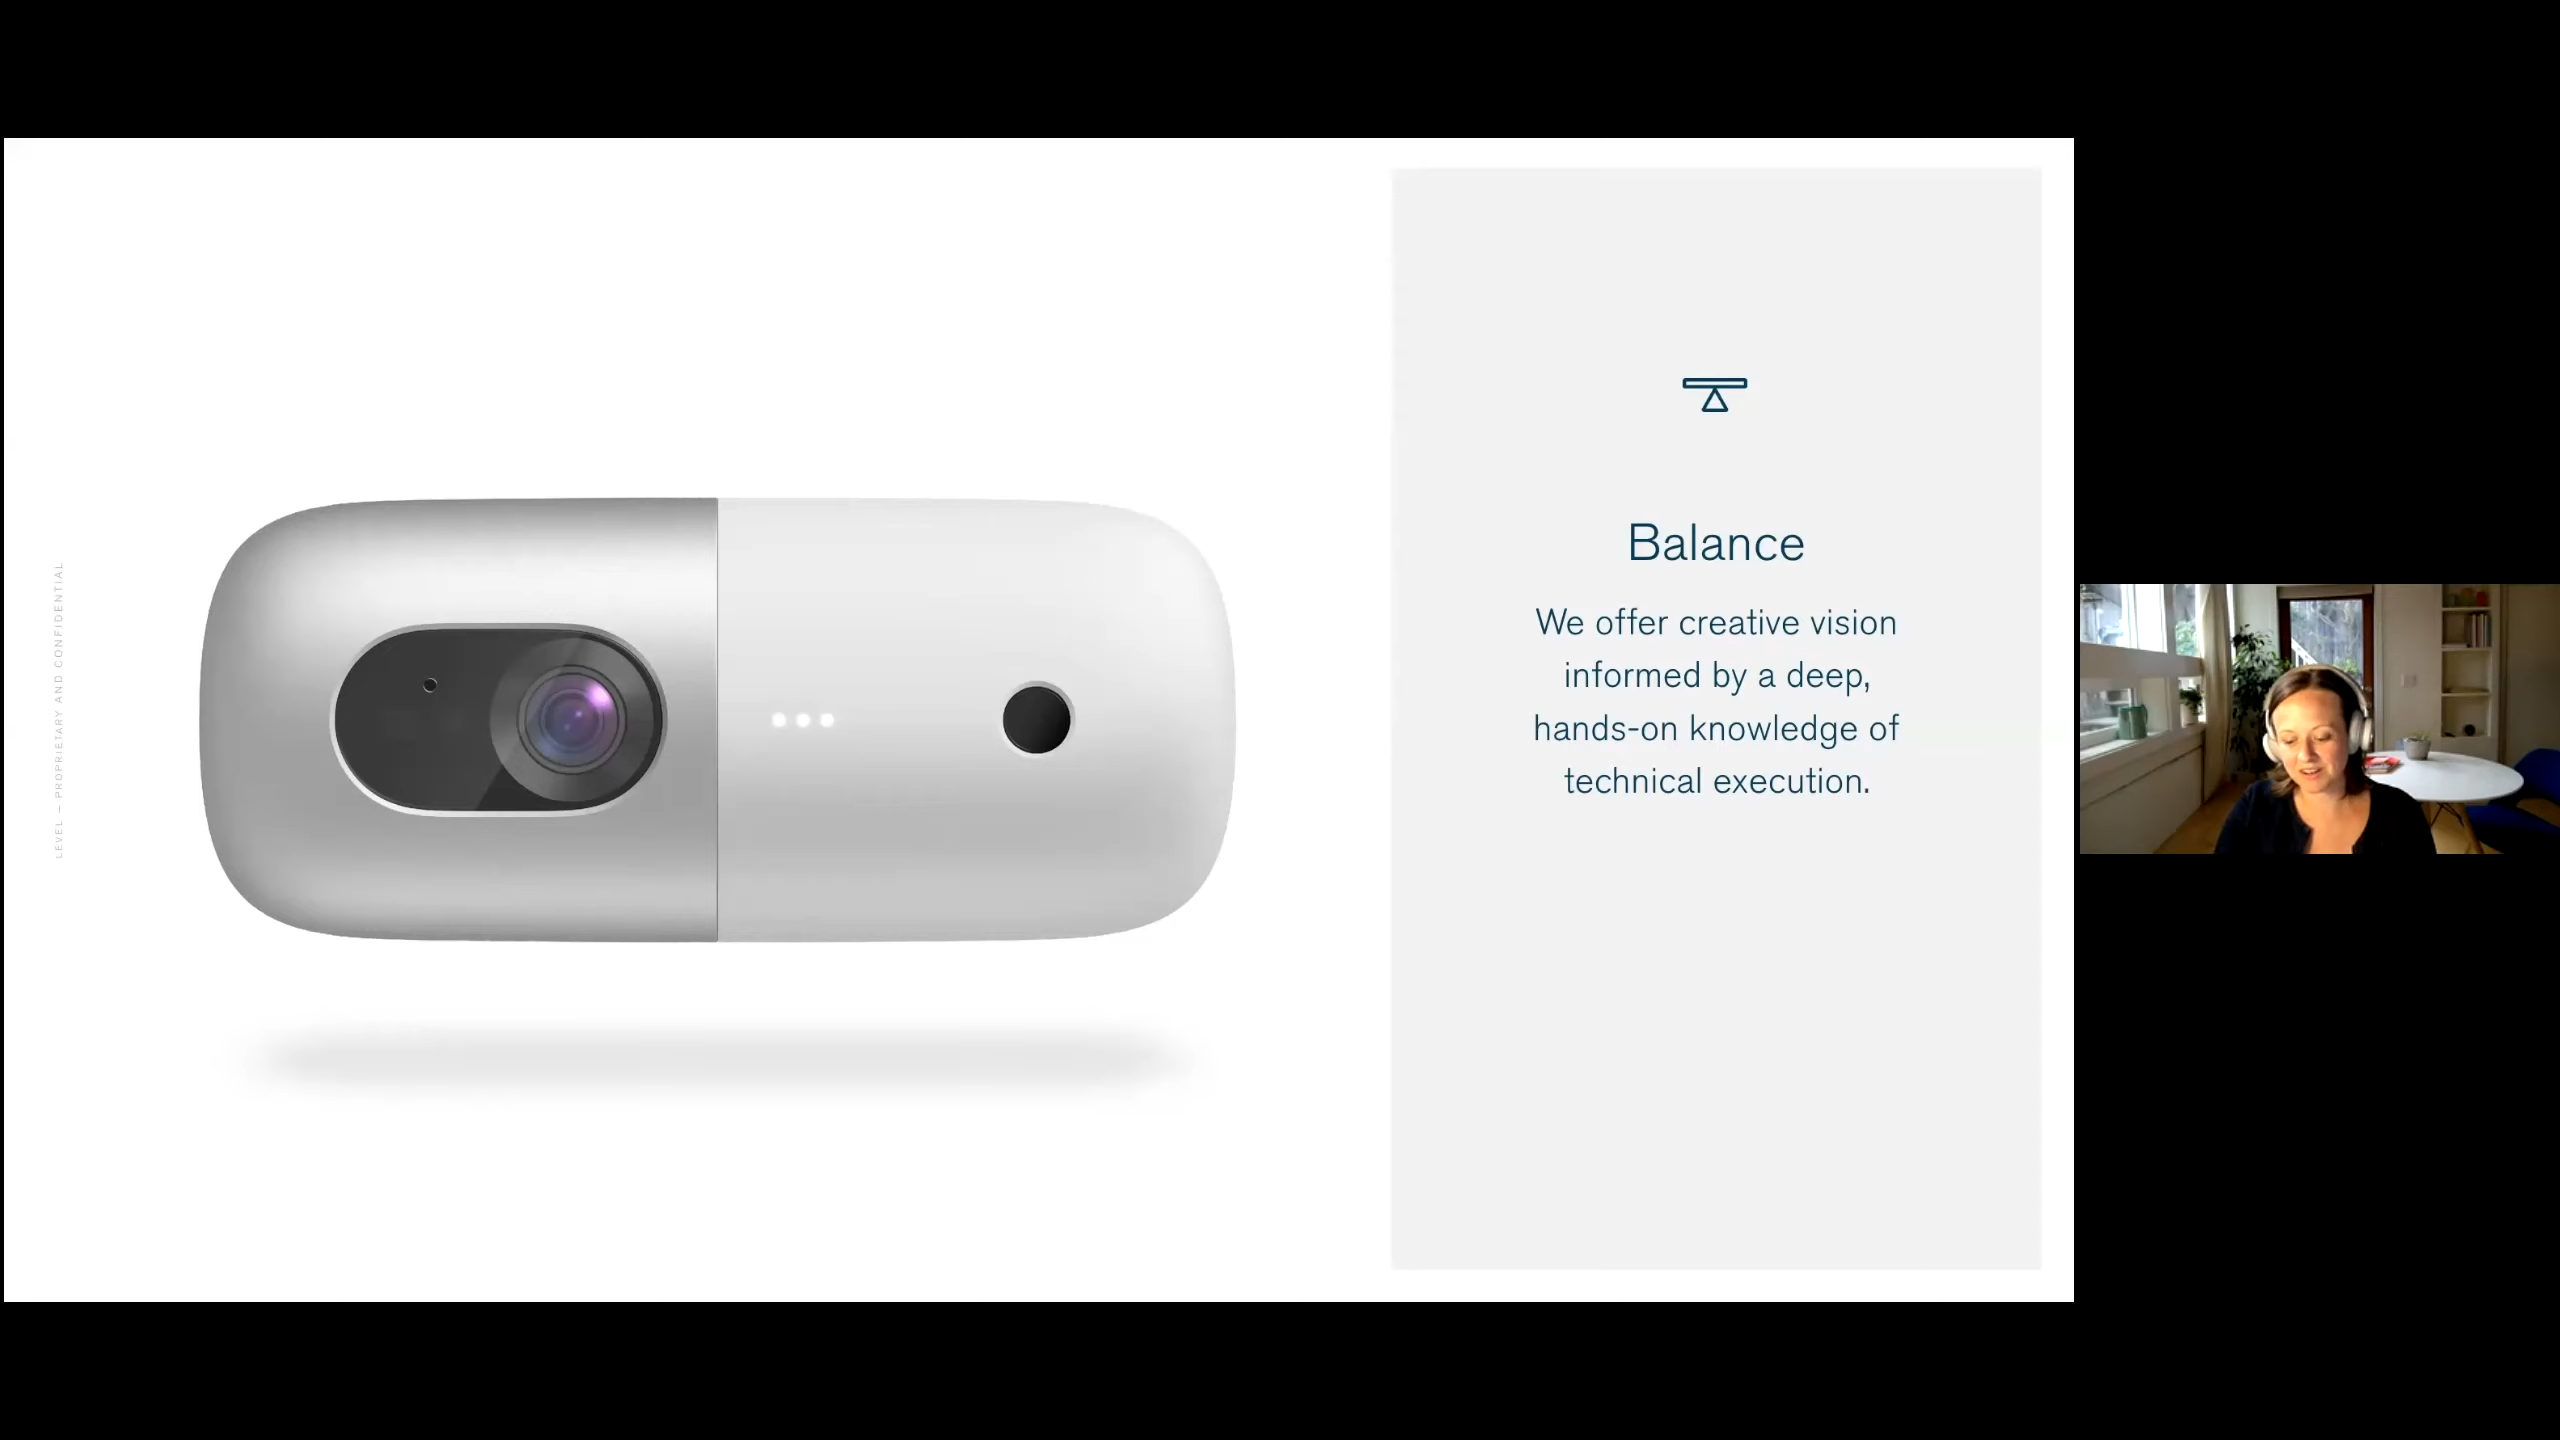 LEVEL — PROPRIETARY AND CONFIDENTIAL
Balance
We offer creative vision
informed by a deep,
hands-on knowledge of
technical execution.